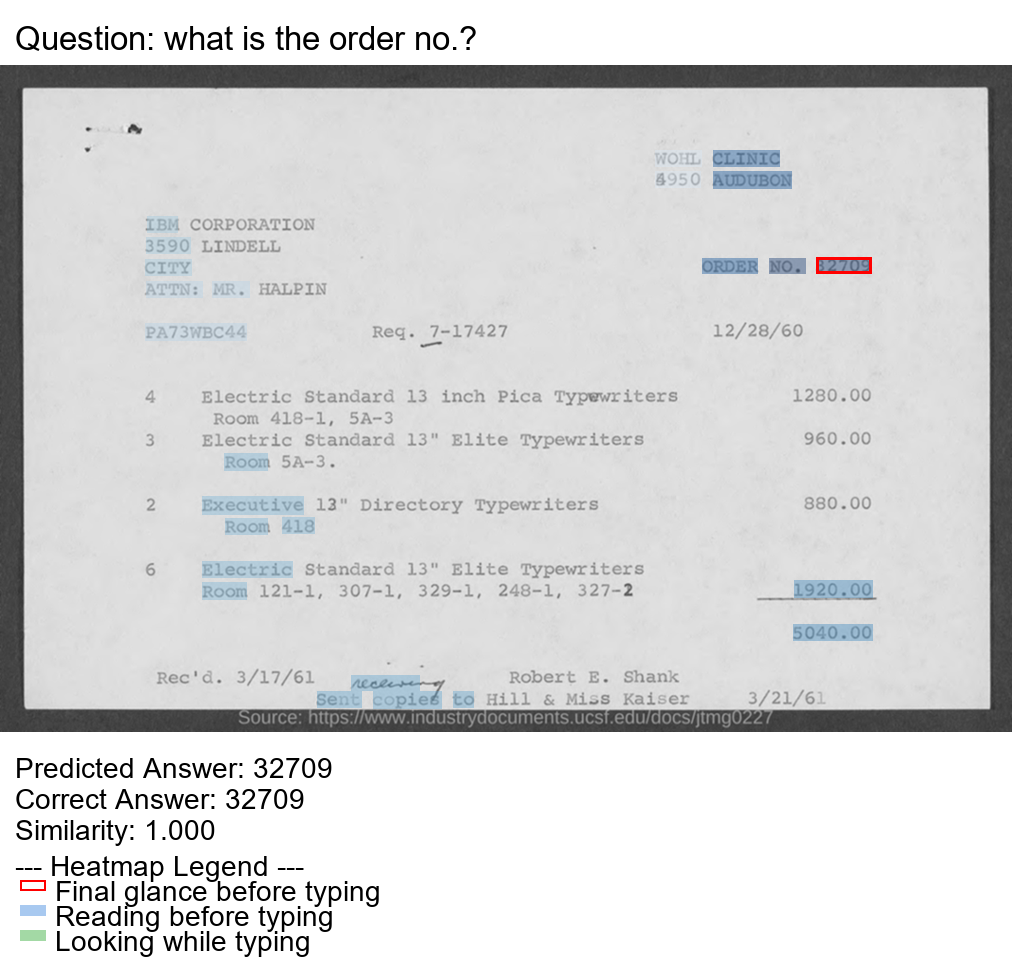 Question: what is the order no.?
WOHL CLINIC
4950 AUDUBON
IBM CORPORATION
3590 LINDELL
CITY
ORDER NO. 32709
ATTN: MR. HALPIN
PA73WBC44 Req. 7-17427 12/28/60
4 Electric Standard 13 inch Pica Typewriters 1280.00
Room 418-1, 5A-3
3 Electric Standard 13" Elite Typewriters 960.00
Room 5A-3.
2 Executive 13" Directory Typewriters 880.00
Room 418
6 Electric Standard 13" Elite Typewriters
Room 121-1, 307-1, 329-1, 248-1, 327-2 1920.00
5040.00
Rec'd. 3/17/61 receiving Robert E. Shank
Sent copies to Hill & Miss Kaiser 3/21/61
Source: https://www.industrydocuments.ucsf.edu/docs/jtmg0227
Predicted Answer: 32709
Correct Answer: 32709
Similarity: 1.000
--- Heatmap Legend ---
Final glance before typing
Reading before typing
Looking while typing